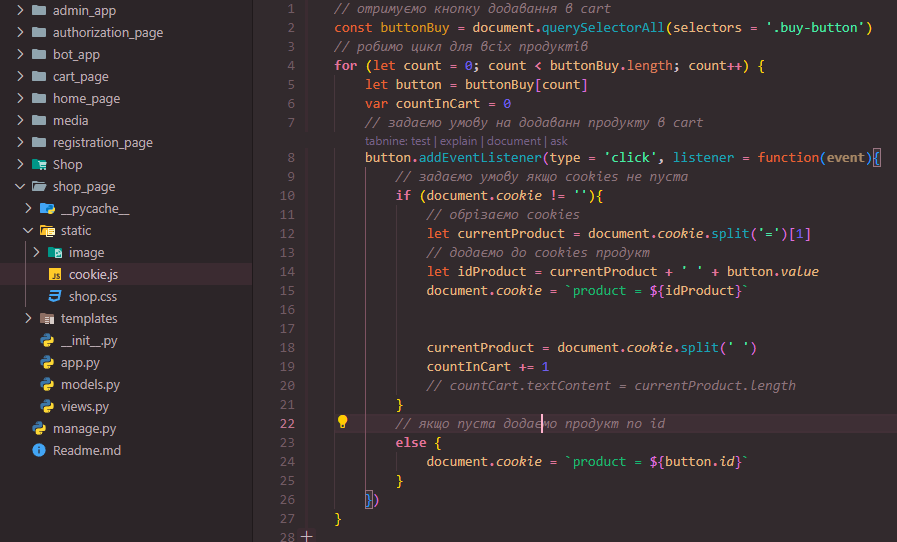 admin_app
authorization_page
bot_app
cart_page
home_page
media
registration_page
Shop
shop_page
__pycache__
static
image
JS cookie.js
shop.css
templates
__init__.py
app.py
models.py
views.py
manage.py
Readme.md
1 // отримуємо кнопку додавання в cart
2 const buttonBuy = document.querySelectorAll(selectors = '.buy-button')
3 // робимо цикл для всіх продуктів
4 for (let count = 0; count < buttonBuy.length; count++) {
5 let button = buttonBuy[count]
6 var countInCart = 0
7 // задаємо умову на додаванн продукту в cart
tabnine: test | explain | document | ask
8 button.addEventListener(type = 'click', listener = function(event){
9 // задаємо умову якщо cookies не пуста
10 if (document.cookie != ''){
11 // обрізаємо cookies
12 let currentProduct = document.cookie.split('=')[1]
13 // додаємо до cookies продукт
14 let idProduct = currentProduct + ' ' + button.value
15 document.cookie = `product = ${idProduct}`
16
17
18 currentProduct = document.cookie.split(' ')
19 countInCart += 1
20 // countCart.textContent = currentProduct.length
21 }
22 // якщо пуста додаємо продукт по id
23 else {
24 document.cookie = `product = ${button.id}`
25 }
26 })
27 }
28